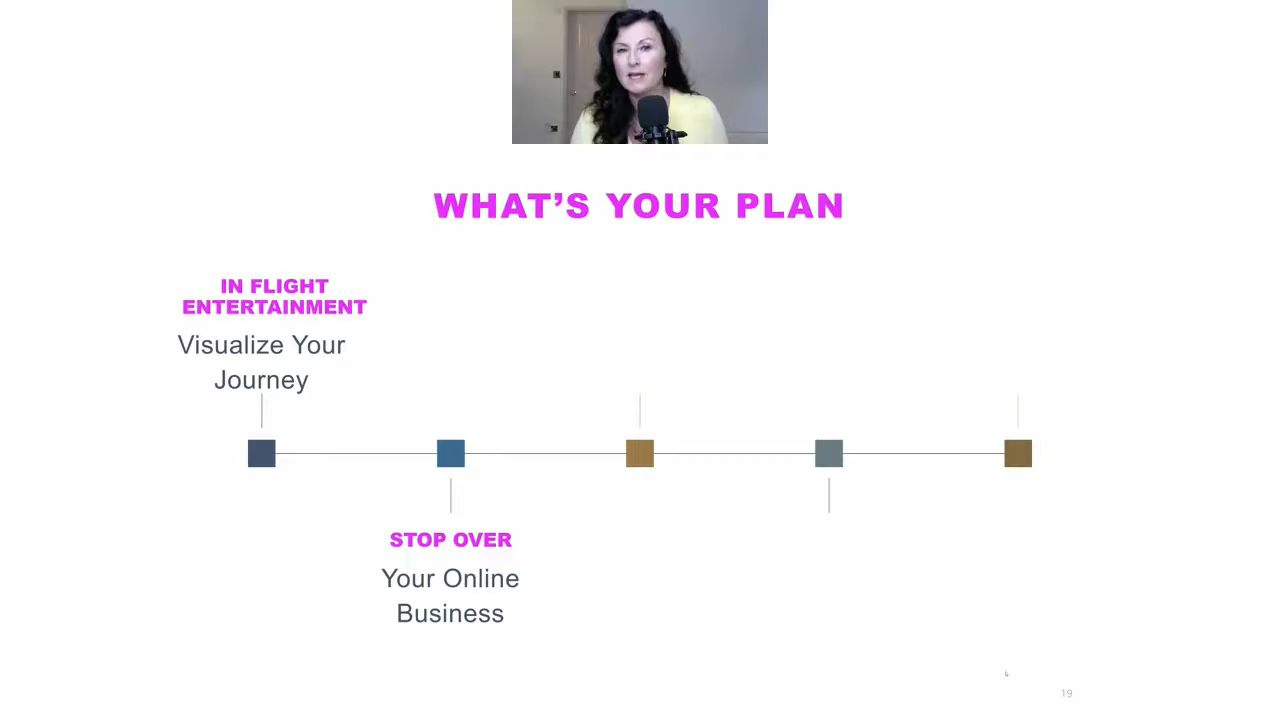 WHAT'S YOUR PLAN
IN FLIGHT
ENTERTAINMENT
Visualize Your
Journey
STOP OVER
Your Online
Business
19